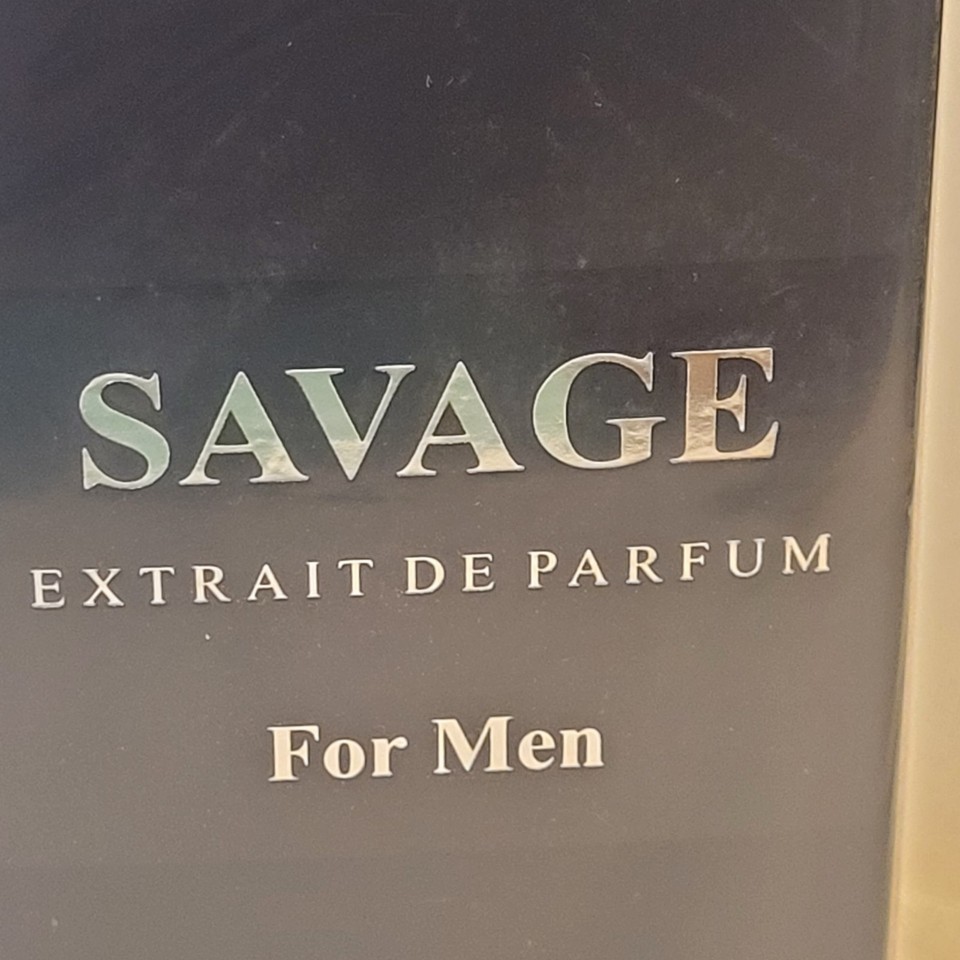 SAVAGE
EXTRAIT DE PARFUM
For Men